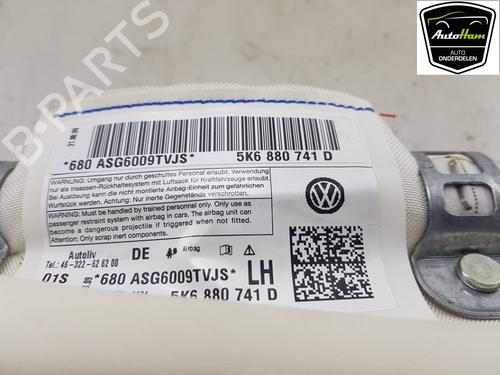 AutoHam
AUTO
ONDERDELEN
B-PARTS
*680 ASG6009TVJS*
5K6 880 741 D
WARNUNG: Umgang nur durch geschultes Personal erlaubt. Verwendung
nur als Insassen-Rückhaltesystem mit Luftsack für Kraftfahrzeuge erlaubt.
Bei Auslösung kann die nicht montierte Airbag-Einheit zum gefährlichen
Wurfstück werden. Achtung: Nur inerte Komponenten verschrotten.
WARNING: Must be handled by trained personnel only. Only use as
passenger restraint system with airbag in cars. The airbag unit can
become a dangerous projectile if triggered when not fitted.
Attention: Only scrap inert components.
Autoliv
DE
Airbag
Tel.: 46-322-62 62 00
*680 ASG6009TVJS*
LH
01S
5K6 880 741 D